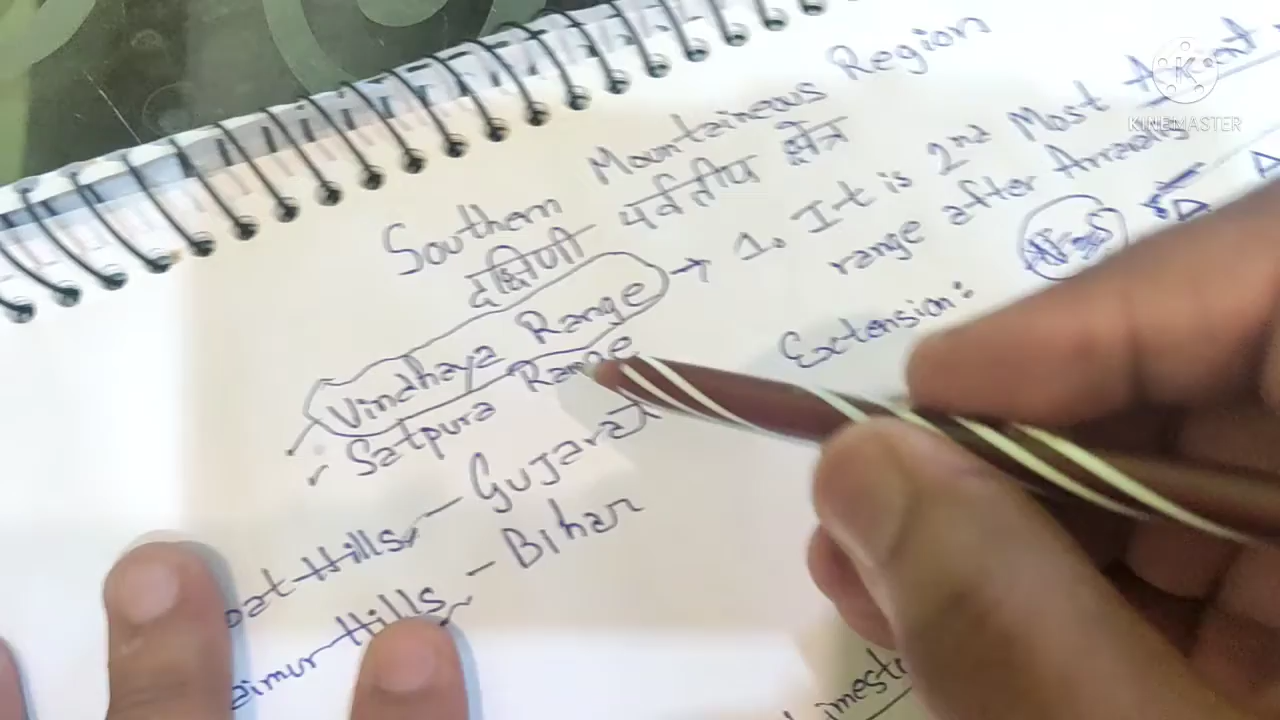 Southern Mountaineous Region
दक्षिणी पर्वतीय क्षेत्र
Vindhaya Range → 1. It is 2nd Most
range after Aravalis
Satpura Range
Extension:
Hills - Gujarat
Hills - Bihar
KINEMASTER